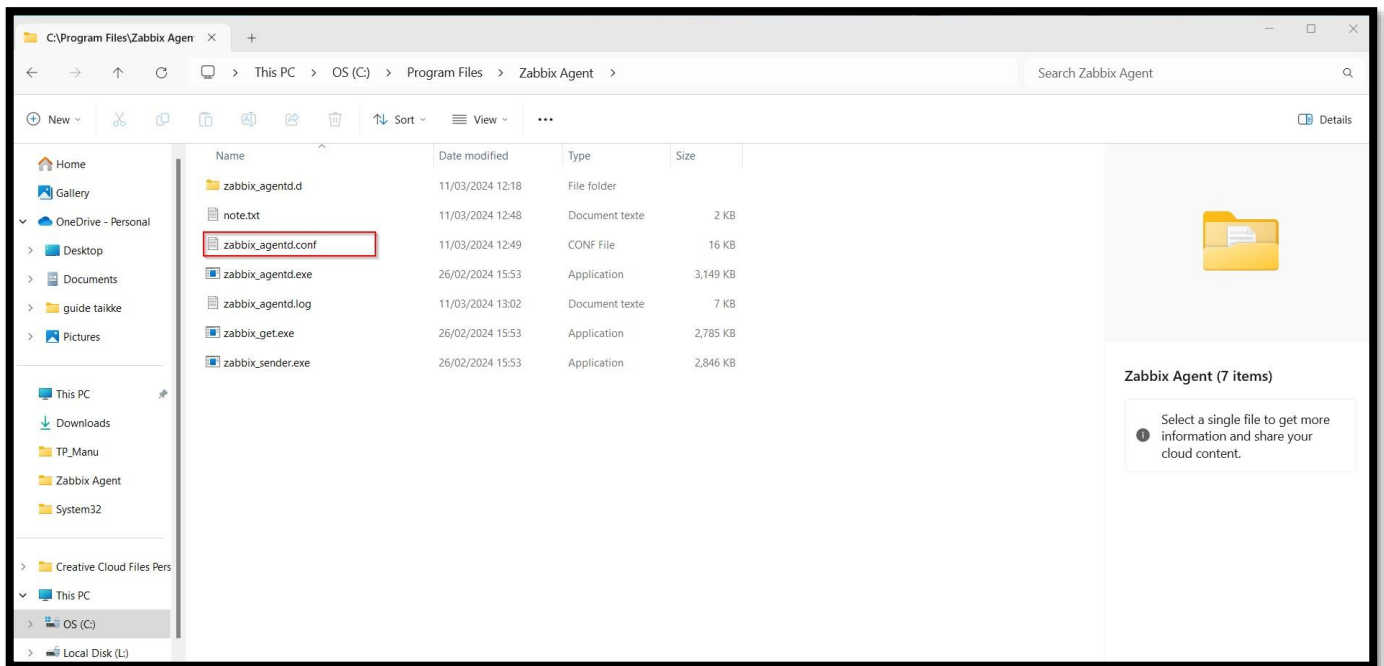 C:\Program Files\Zabbix Agen
This PC > OS (C:) > Program Files > Zabbix Agent >
Search Zabbix Agent
New
Sort
View
Details
Home
Gallery
OneDrive - Personal
Desktop
Documents
guide taikke
Pictures
This PC
Downloads
TP_Manu
Zabbix Agent
System32
Creative Cloud Files Pers
This PC
OS (C:)
Local Disk (L:)
Name Date modified Type Size
zabbix_agentd.d 11/03/2024 12:18 File folder
note.txt 11/03/2024 12:48 Document texte 2 KB
zabbix_agentd.conf 11/03/2024 12:49 CONF File 16 KB
zabbix_agentd.exe 26/02/2024 15:53 Application 3,149 KB
zabbix_agentd.log 11/03/2024 13:02 Document texte 7 KB
zabbix_get.exe 26/02/2024 15:53 Application 2,785 KB
zabbix_sender.exe 26/02/2024 15:53 Application 2,846 KB
Zabbix Agent (7 items)
Select a single file to get more
information and share your
cloud content.